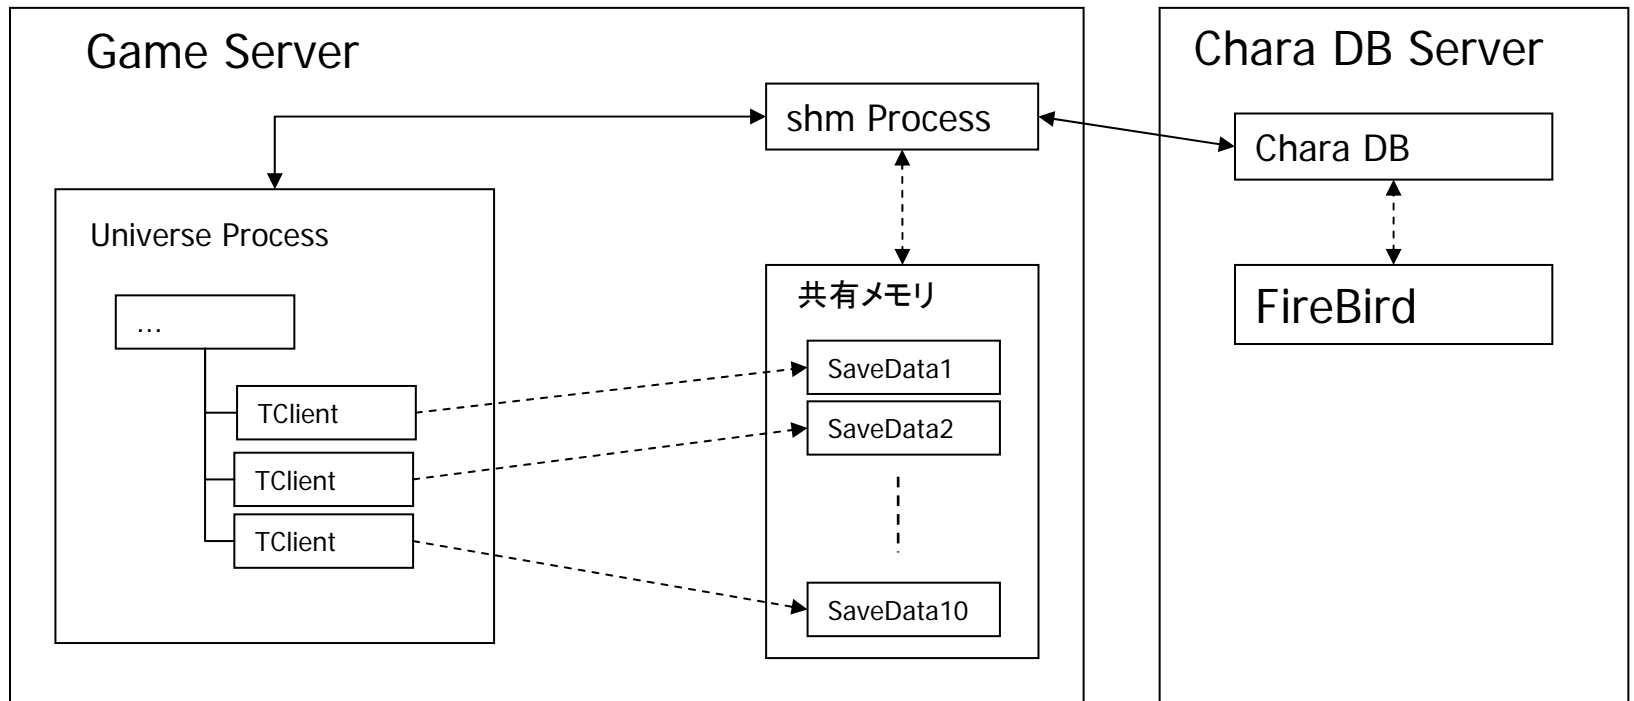 Game Server
Chara DB Server
shm Process
Chara DB
Universe Process
共有メモリ
FireBird
...
SaveData1
TClient
SaveData2
TClient
TClient
SaveData10